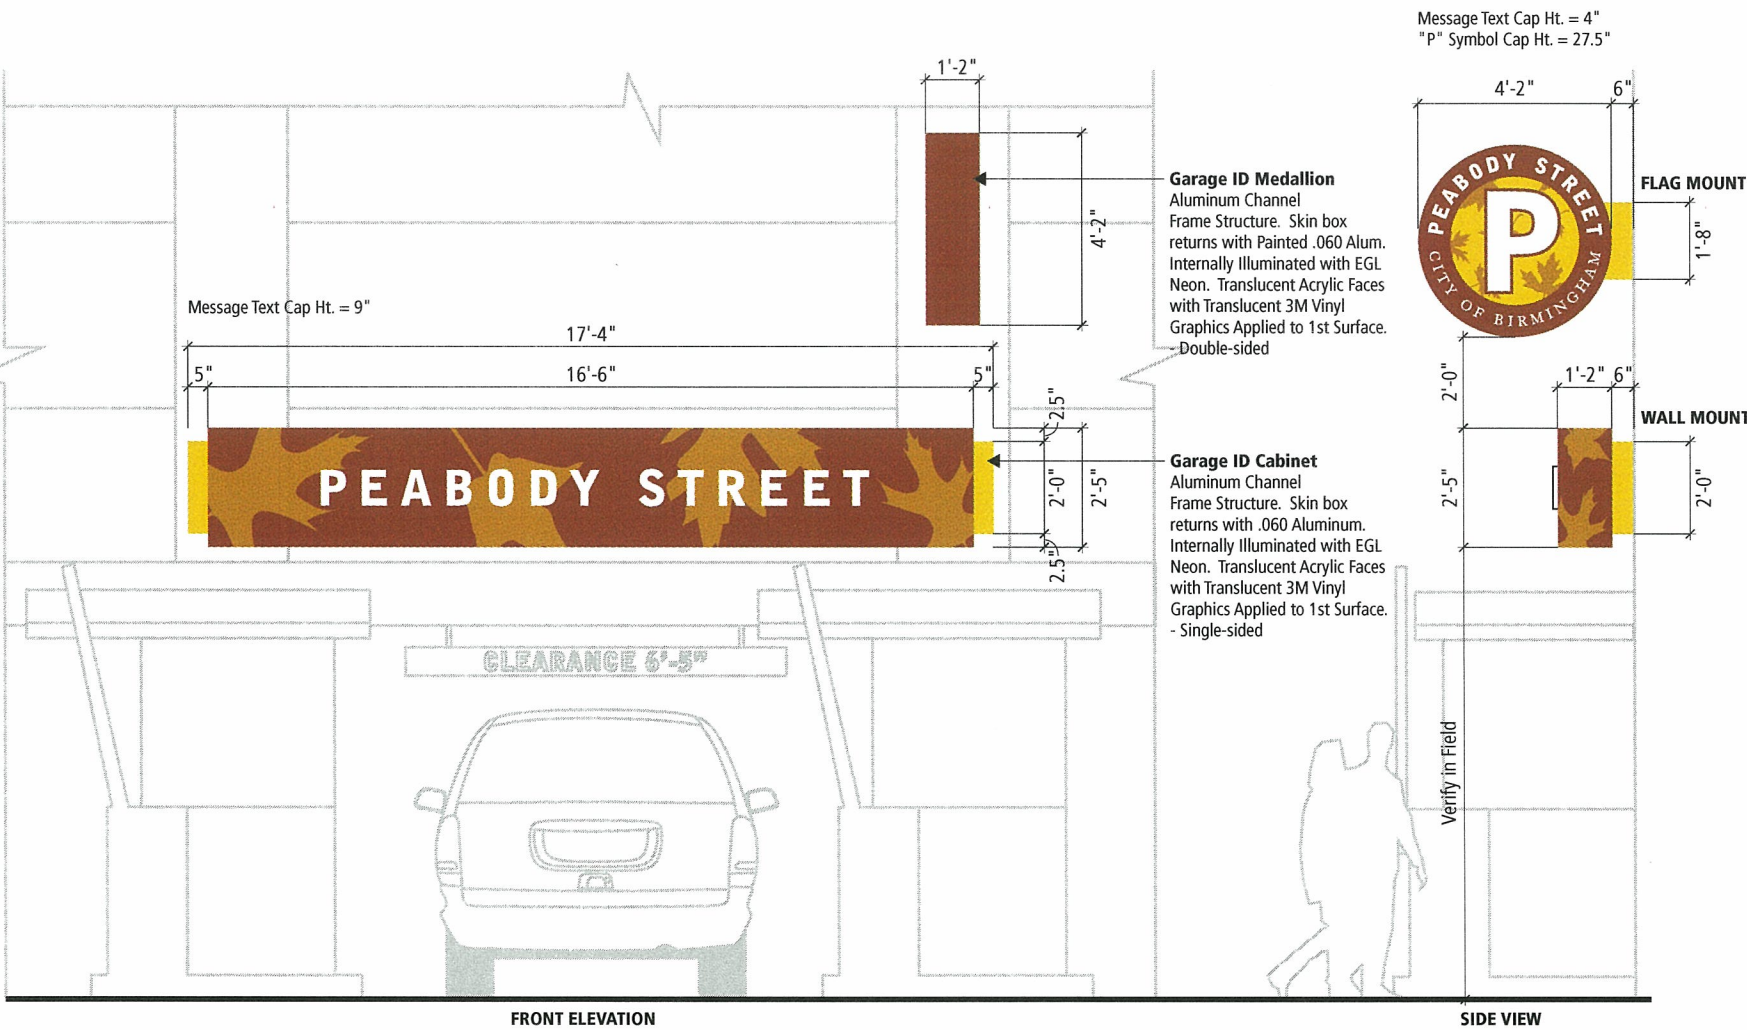 Message Text Cap Ht. = 4"
"P" Symbol Cap Ht. = 27.5"
1'-2"
4'-2"
6"
PEABODY STREET
P
CITY OF BIRMINGHAM
FLAG MOUNT
1'-8"
4'-2"
Garage ID Medallion
Aluminum Channel
Frame Structure. Skin box
returns with Painted .060 Alum.
Internally Illuminated with EGL
Neon. Translucent Acrylic Faces
with Translucent 3M Vinyl
Graphics Applied to 1st Surface.
- Double-sided
Message Text Cap Ht. = 9"
17'-4"
5"
16'-6"
5"
2.5"
2'-0"
2'-5"
2.5"
PEABODY STREET
Garage ID Cabinet
Aluminum Channel
Frame Structure. Skin box
returns with .060 Aluminum.
Internally Illuminated with EGL
Neon. Translucent Acrylic Faces
with Translucent 3M Vinyl
Graphics Applied to 1st Surface.
- Single-sided
2'-0"
1'-2"
6"
WALL MOUNT
2'-5"
2'-0"
CLEARANCE 6'-5"
Verify in Field
FRONT ELEVATION
SIDE VIEW